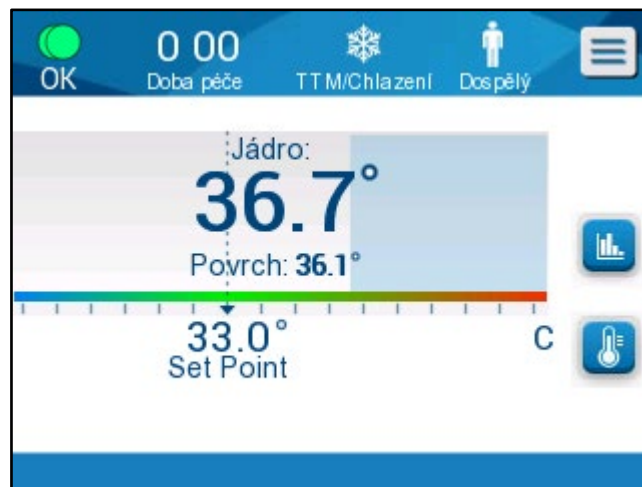 OK
0 00
Doba péče
TTM/Chlazení
Dospělý
Jádro:
36.7°
Povrch: 36.1°
33.0°
Set Point
C